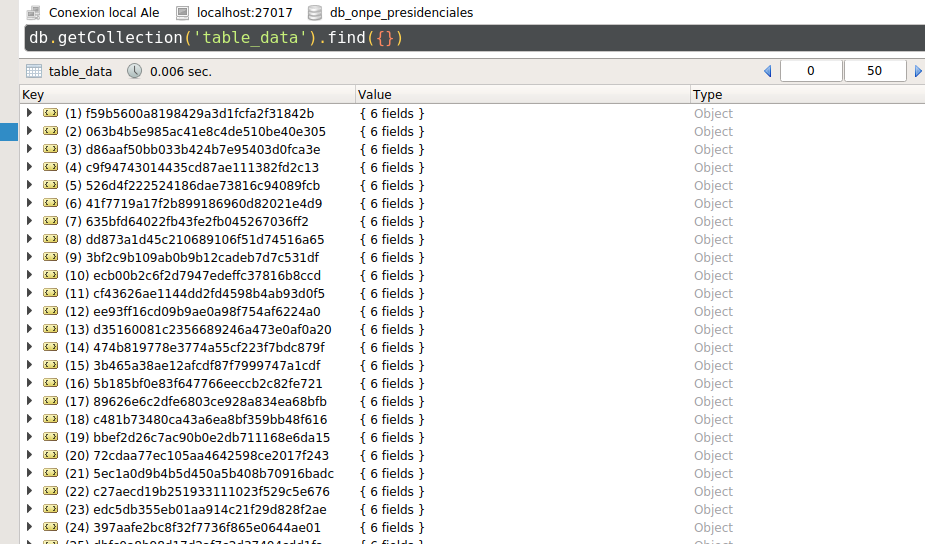 Conexion local Ale localhost:27017 db_onpe_presidenciales
db.getCollection('table_data').find({})
table_data 0.006 sec. 0 50
Key Value Type
(1) f59b5600a8198429a3d1fcfa2f31842b { 6 fields } Object
(2) 063b4b5e985ac41e8c4de510be40e305 { 6 fields } Object
(3) d86aaf50bb033b424b7e95403d0fca3e { 6 fields } Object
(4) c9f94743014435cd87ae111382fd2c13 { 6 fields } Object
(5) 526d4f222524186dae73816c94089fcb { 6 fields } Object
(6) 41f7719a17f2b899186960d82021e4d9 { 6 fields } Object
(7) 635bfd64022fb43fe2fb045267036ff2 { 6 fields } Object
(8) dd873a1d45c210689106f51d74516a65 { 6 fields } Object
(9) 3bf2c9b109ab0b9b12cadeb7d7c531df { 6 fields } Object
(10) ecb00b2c6f2d7947edeffc37816b8ccd { 6 fields } Object
(11) cf43626ae1144dd2fd4598b4ab93d0f5 { 6 fields } Object
(12) ee93ff16cd09b9ae0a98f754af6224a0 { 6 fields } Object
(13) d35160081c2356689246a473e0af0a20 { 6 fields } Object
(14) 474b819778e3774a55cf223f7bdc879f { 6 fields } Object
(15) 3b465a38ae12afcdf87f7999747a1cdf { 6 fields } Object
(16) 5b185bf0e83f647766eeccb2c82fe721 { 6 fields } Object
(17) 89626e6c2dfe6803ce928a834ea68bfb { 6 fields } Object
(18) c481b73480ca43a6ea8bf359bb48f616 { 6 fields } Object
(19) bbef2d26c7ac90b0e2db711168e6da15 { 6 fields } Object
(20) 72cdaa77ec105aa4642598ce2017f243 { 6 fields } Object
(21) 5ec1a0d9b4b5d450a5b408b70916badc { 6 fields } Object
(22) c27aecd19b251933111023f529c5e676 { 6 fields } Object
(23) edc5db355eb01aa914c21f29d828f2ae { 6 fields } Object
(24) 397aafe2bc8f32f7736f865e0644ae01 { 6 fields } Object